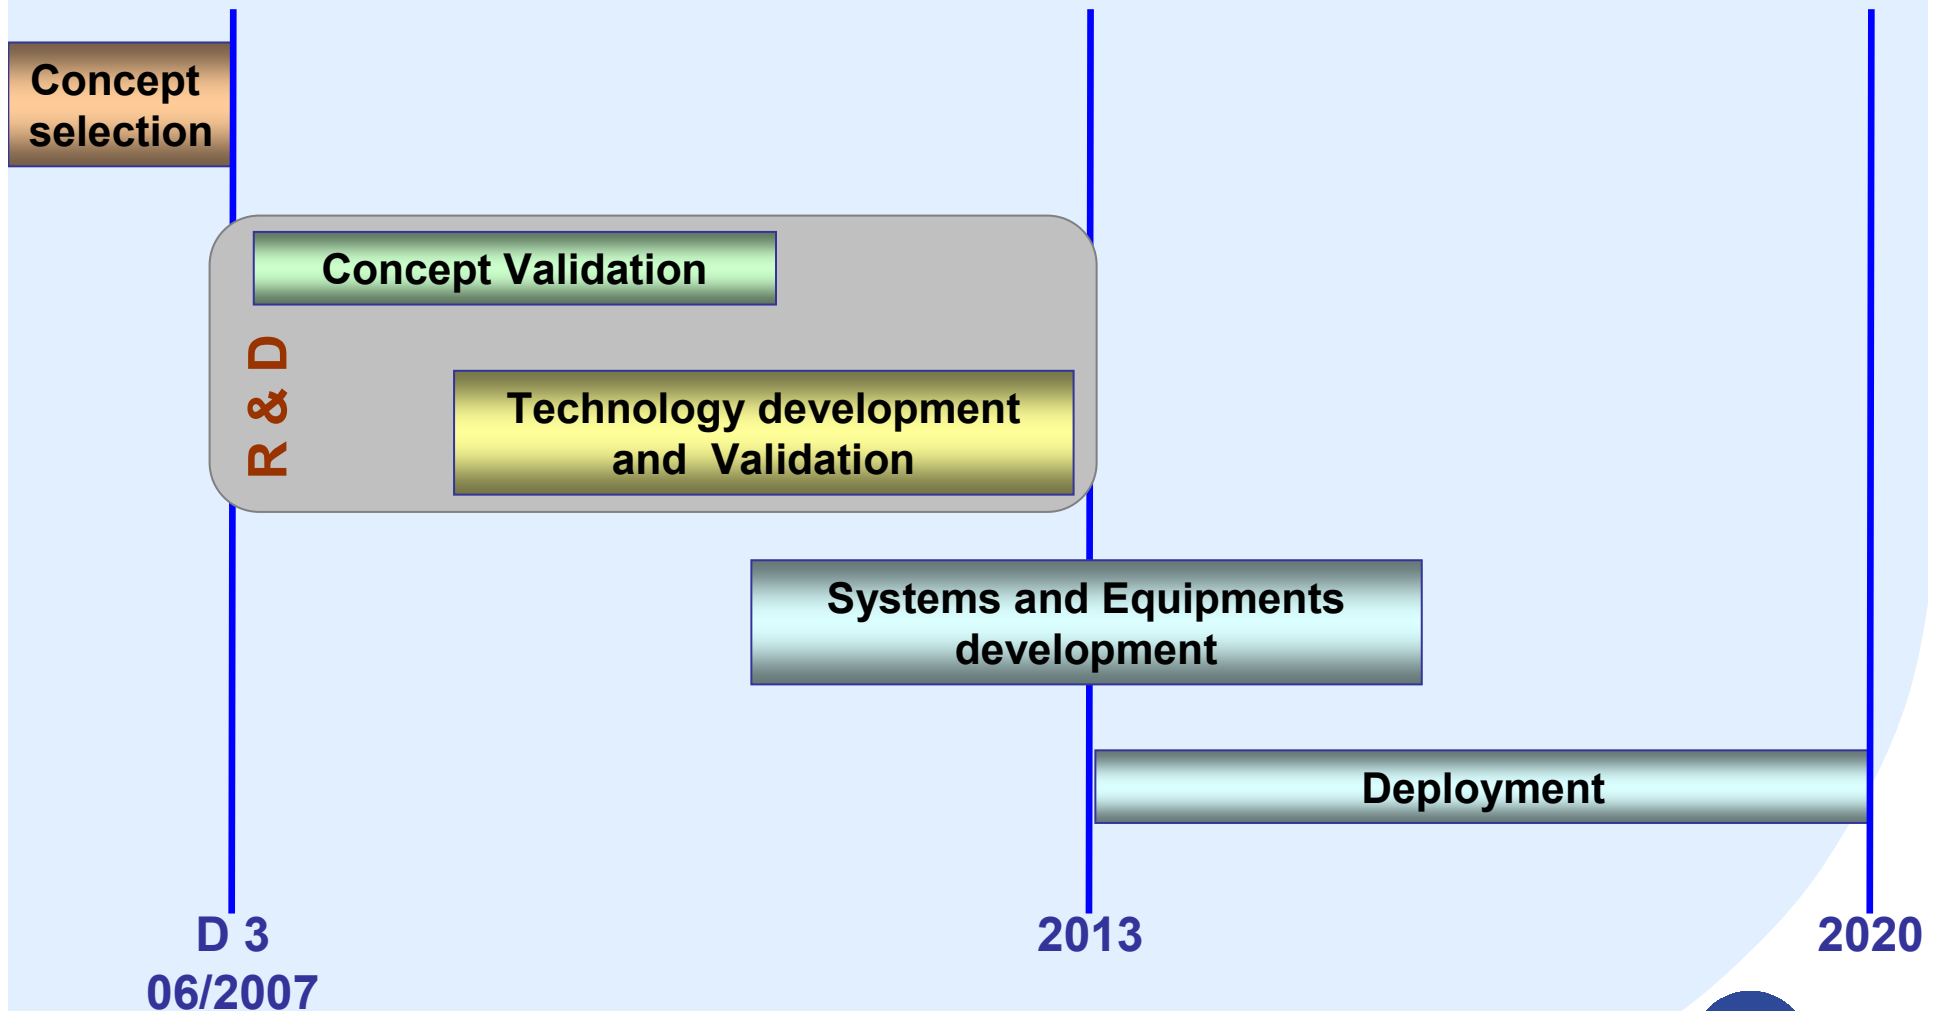 Concept
selection
Concept Validation
R & D
Technology development
and Validation
Systems and Equipments
development
Deployment
D 3
06/2007
2013
2020